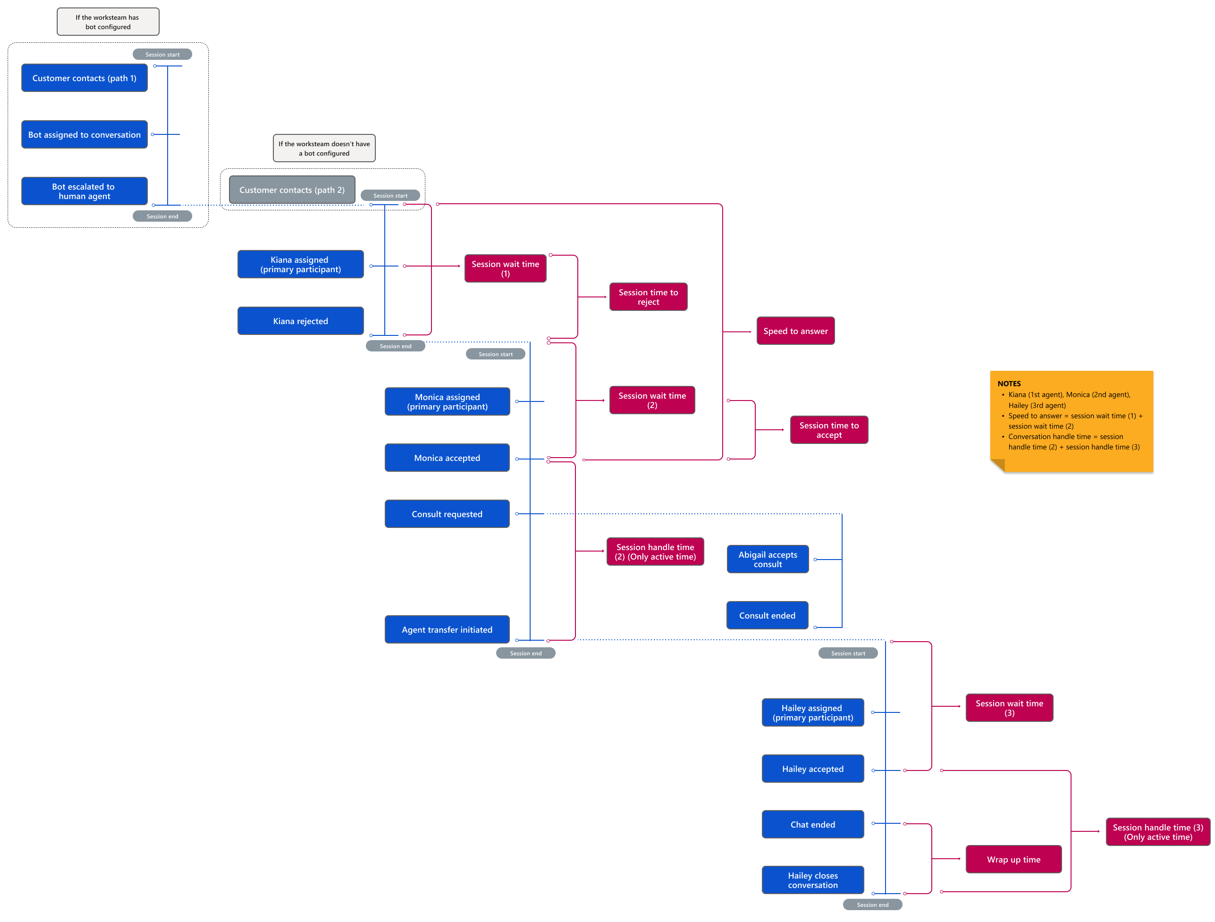 If the worksteam has
bot configured
Session start
Customer contacts (path 1)
Bot assigned to conversation
Bot escalated to
human agent
Session end
If the worksteam doesn't have
a bot configured
Customer contacts (path 2)
Session start
Kiana assigned
(primary participant)
Session wait time
(1)
Session time to
reject
Kiana rejected
Speed to answer
Session end
Session start
Monica assigned
(primary participant)
Session wait time
(2)
Session time to
accept
Monica accepted
NOTES
• Kiana (1st agent), Monica (2nd agent),
Hailey (3rd agent)
• Speed to answer = session wait time (1) +
session wait time (2)
• Conversation handle time = session
handle time (2) + session handle time (3)
Consult requested
Session handle time
(2) (Only active time)
Abigail accepts
consult
Consult ended
Agent transfer initiated
Session end
Session start
Hailey assigned
(primary participant)
Session wait time
(3)
Hailey accepted
Chat ended
Session handle time (3)
(Only active time)
Wrap up time
Hailey closes
conversation
Session end